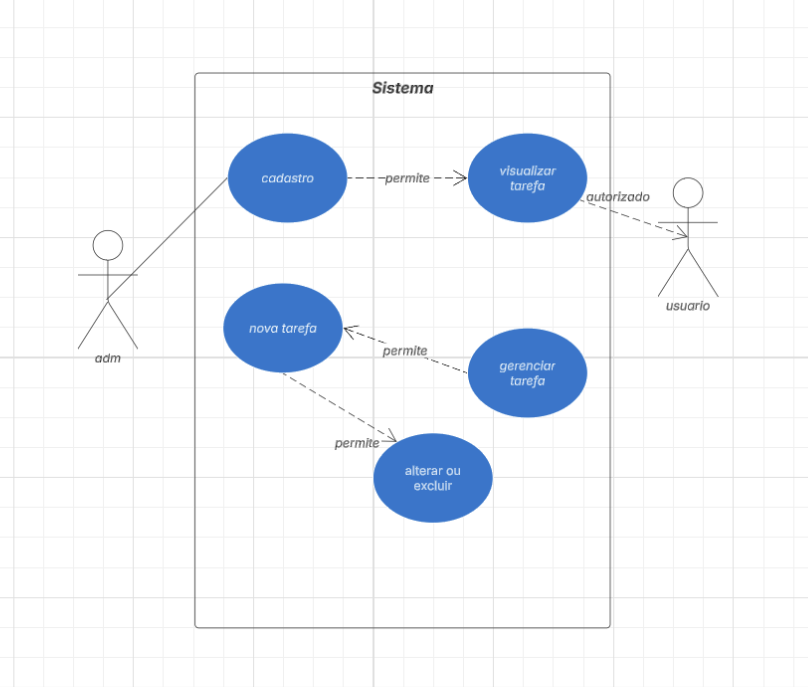 Sistema
cadastro
permite
visualizar
tarefa
autorizado
usuario
adm
nova tarefa
permite
gerenciar
tarefa
permite
alterar ou
excluir